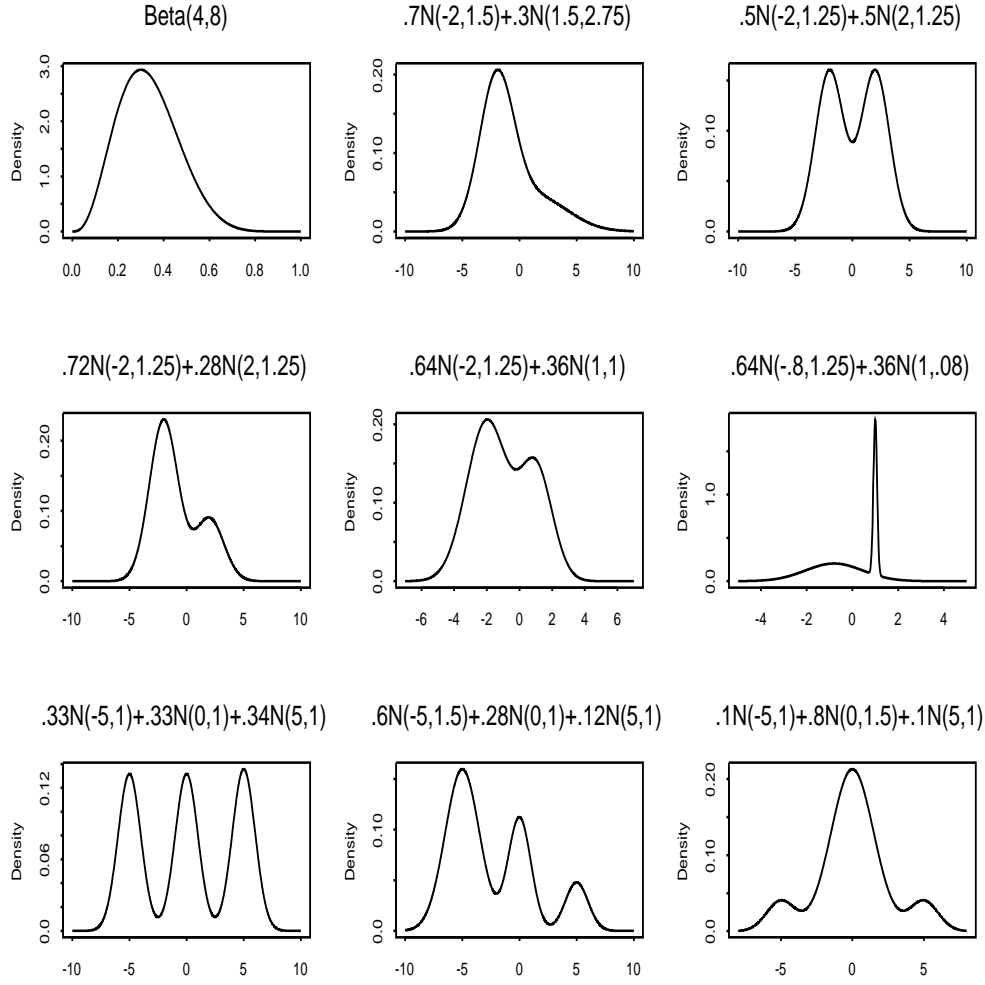 Beta(4,8)
Density
0.0 1.0 2.0 3.0
0.0 0.2 0.4 0.6 0.8 1.0
.7N(-2,1.5)+.3N(1.5,2.75)
Density
0.0 0.10 0.20
-10 -5 0 5 10
.5N(-2,1.25)+.5N(2,1.25)
Density
0.0 0.10
-10 -5 0 5 10
.72N(-2,1.25)+.28N(2,1.25)
Density
0.0 0.10 0.20
-10 -5 0 5 10
.64N(-2,1.25)+.36N(1,1)
Density
0.0 0.10 0.20
-6 -4 -2 0 2 4 6
.64N(-.8,1.25)+.36N(1,.08)
Density
0.0 1.0
-4 -2 0 2 4
.33N(-5,1)+.33N(0,1)+.34N(5,1)
Density
0.0 0.06 0.12
-10 -5 0 5 10
.6N(-5,1.5)+.28N(0,1)+.12N(5,1)
Density
0.0 0.10
-10 -5 0 5 10
.1N(-5,1)+.8N(0,1.5)+.1N(5,1)
Density
0.0 0.10 0.20
-5 0 5